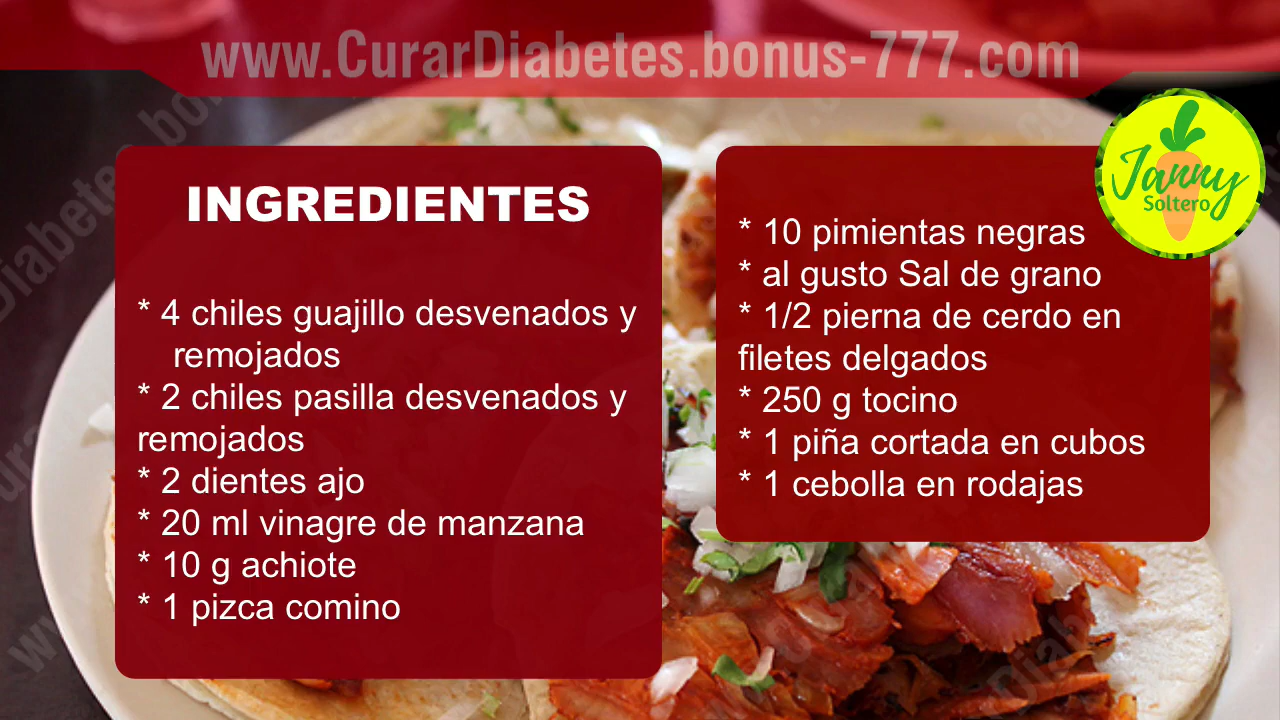 www.CurarDiabetes.bonus-777.com
Janny
Soltero
INGREDIENTES
* 4 chiles guajillo desvenados y
remojados
* 2 chiles pasilla desvenados y
remojados
* 2 dientes ajo
* 20 ml vinagre de manzana
* 10 g achiote
* 1 pizca comino
* 10 pimientas negras
* al gusto Sal de grano
* 1/2 pierna de cerdo en
filetes delgados
* 250 g tocino
* 1 piña cortada en cubos
* 1 cebolla en rodajas